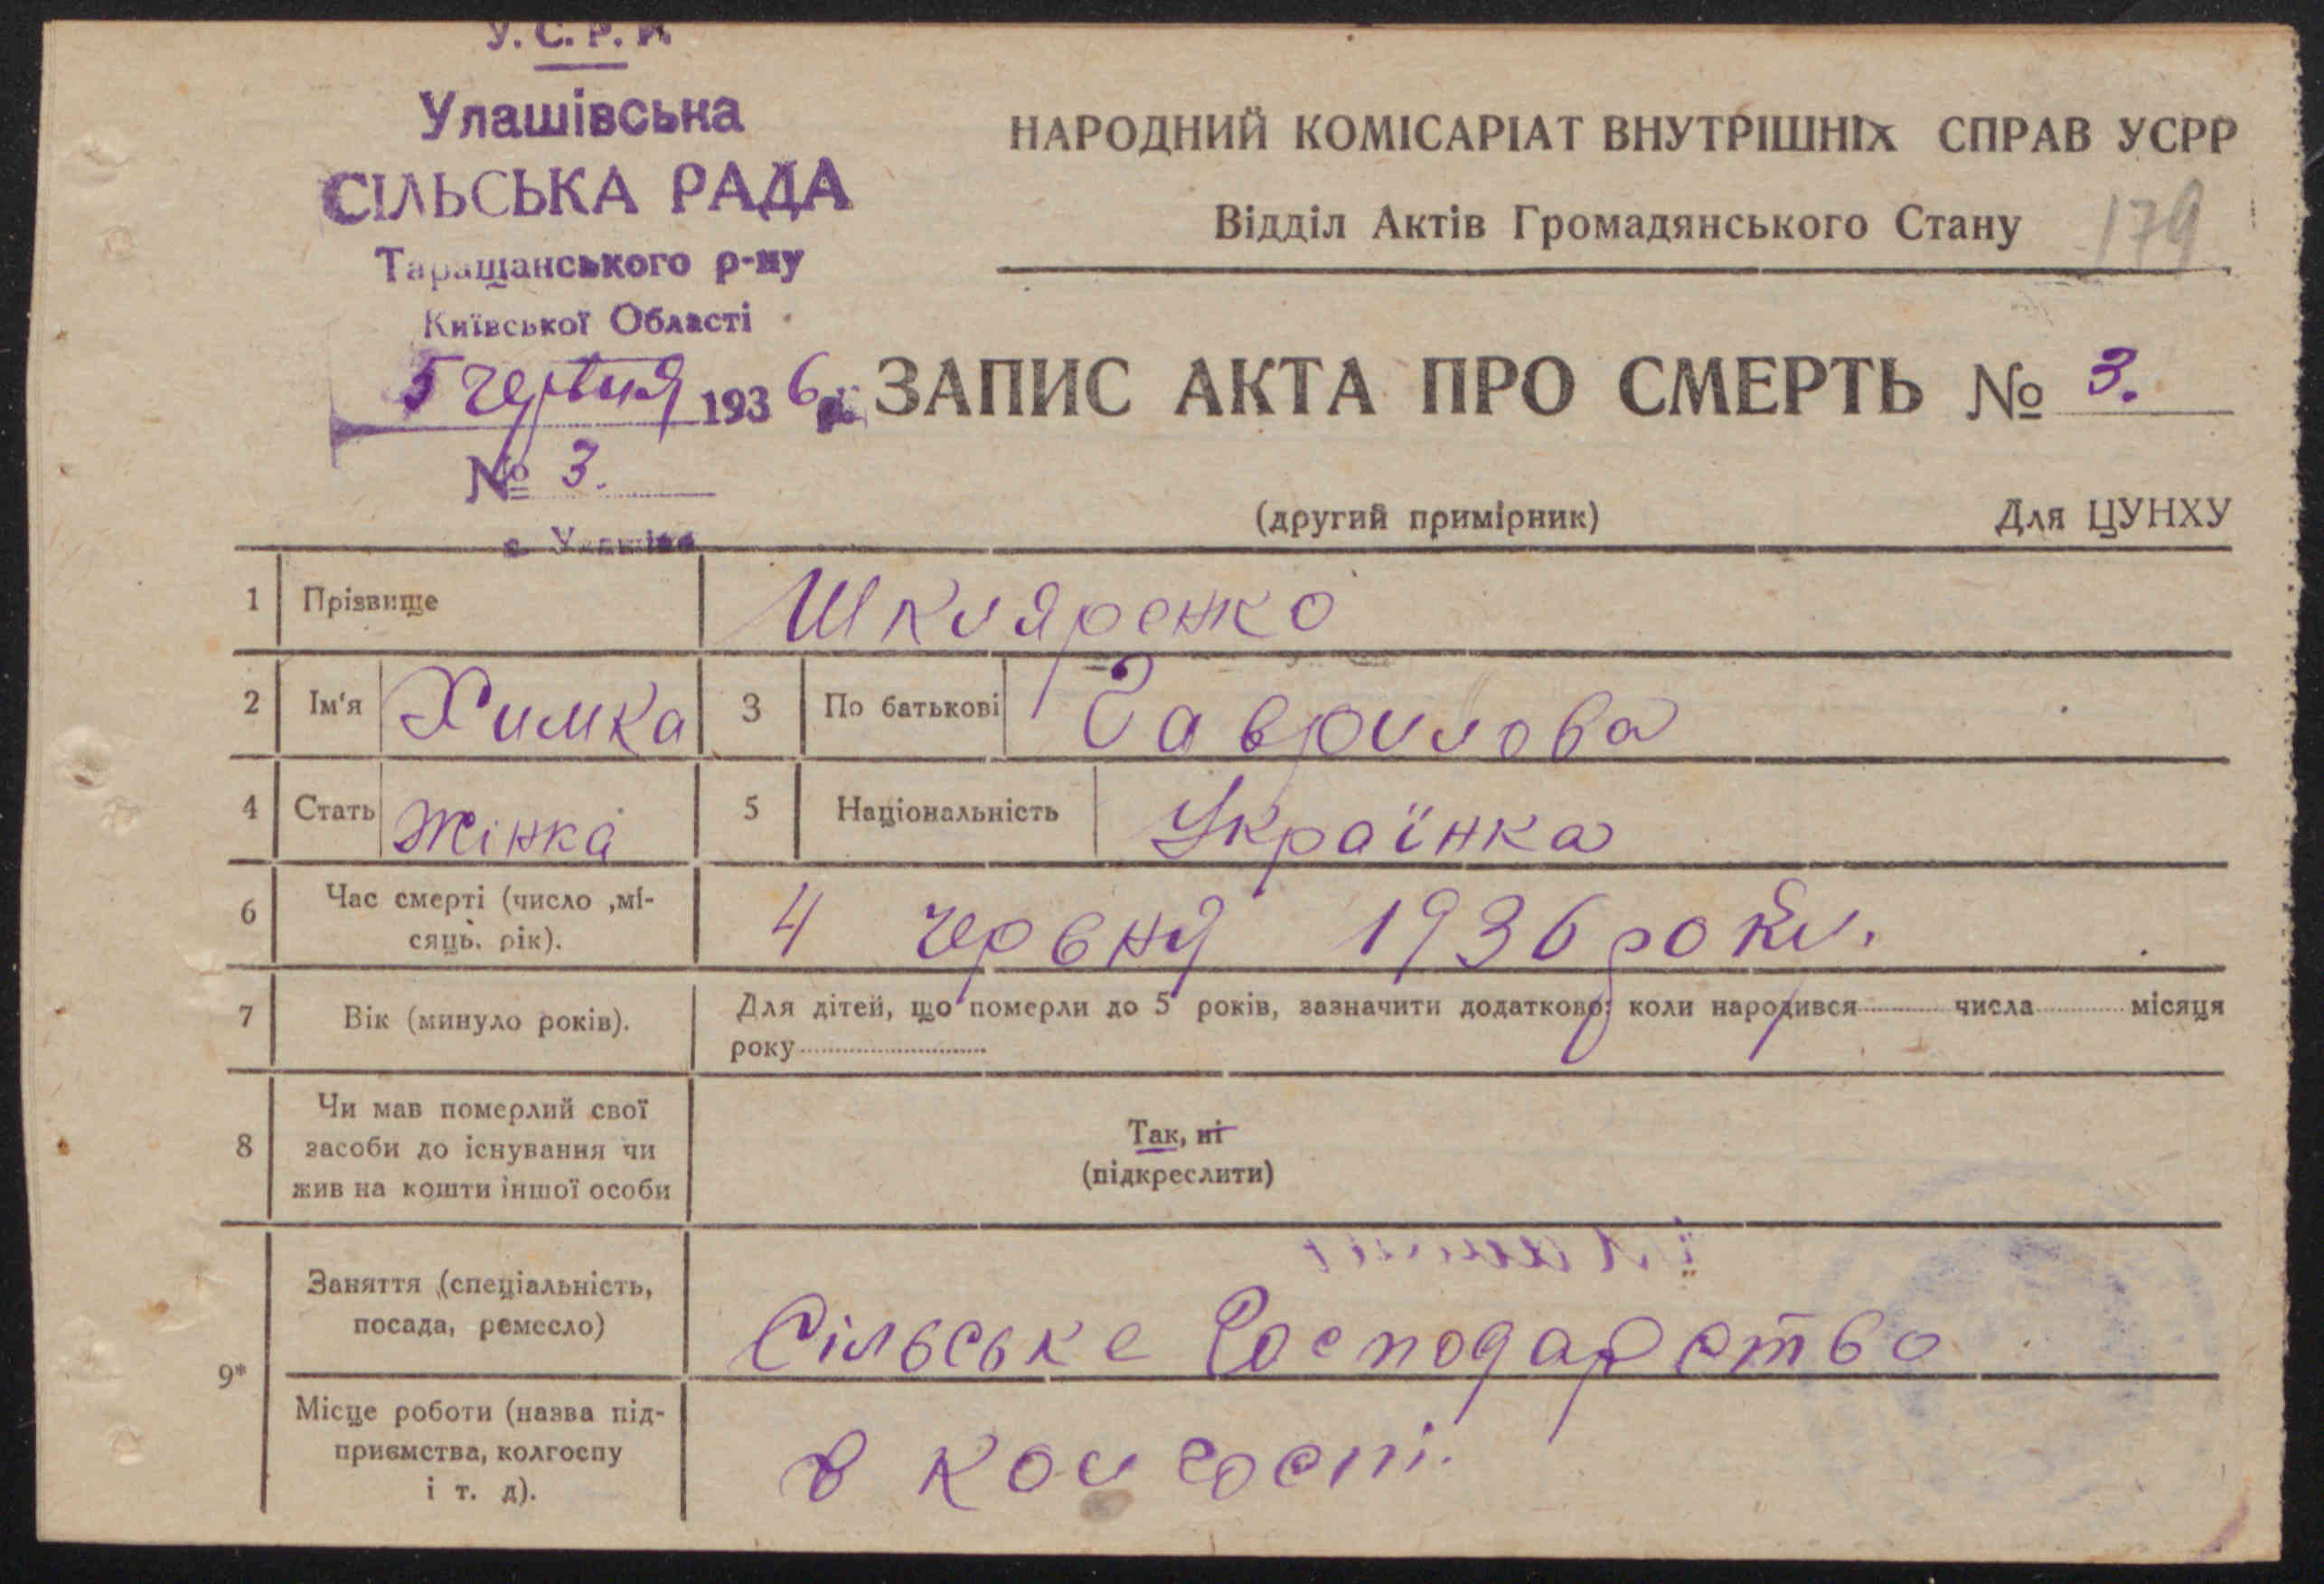 У.С.Р.Р.
Улашівська
СІЛЬСЬКА РАДА
Таращанського р-ну
Київської Області
5 червня 1936 р.
№ 3.
НАРОДНИЙ КОМІСАРІАТ ВНУТРІШНІХ СПРАВ УСРР
Відділ Актів Громадянського Стану
179
ЗАПИС АКТА ПРО СМЕРТЬ № 3.
(другий примірник) Для ЦУНХУ
1 Прізвище Шкляренко
2 Ім'я Химка 3 По батькові Гаврилова
4 Стать Жінка 5 Національність Українка
6 Час смерті (число ,мі-
сяць. рік). 4 червня 1936 року.
7 Вік (минуло років). Для дітей, що померли до 5 років, зазначити додатково: коли народився числа місяця
року
8 Чи мав померлий свої
засоби до існування чи
жив на кошти іншої особи
Так, ні
(підкреслити)
9* Заняття (спеціальність,
посада, ремесло) Сільське Господарство
Місце роботи (назва під-
приємства, колгоспу
і т. д).
в колгоспі.